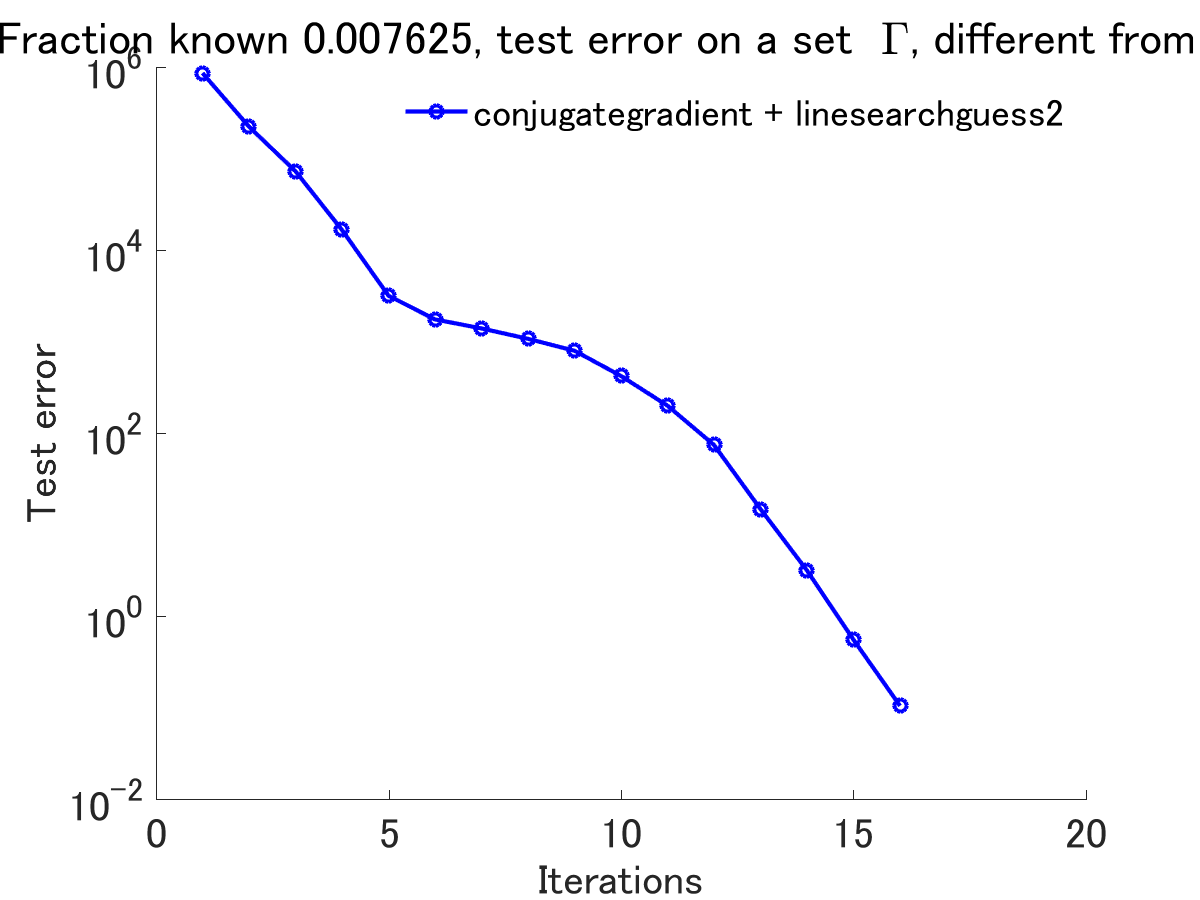 Fraction known 0.007625, test error on a set Γ, different from
10^6
conjugategradient + linesearchguess2
10^4
10^2
10^0
10^-2
Test error
0 5 10 15 20
Iterations